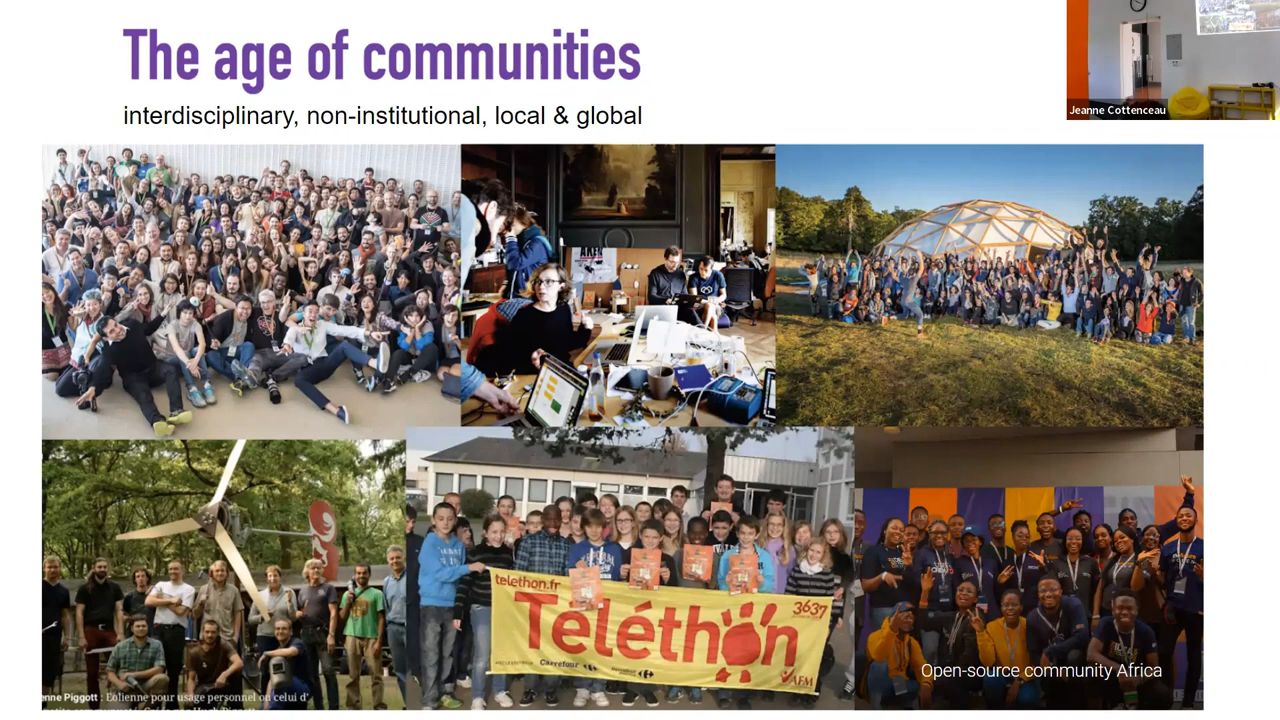 The age of communities
interdisciplinary, non-institutional, local & global
Jeanne Cottenceau
telethon.fr
3637
Téléthon
Carrefour
AFM
enne Piggott : Eolienne pour usage personnel ou celui d'
Open-source community Africa